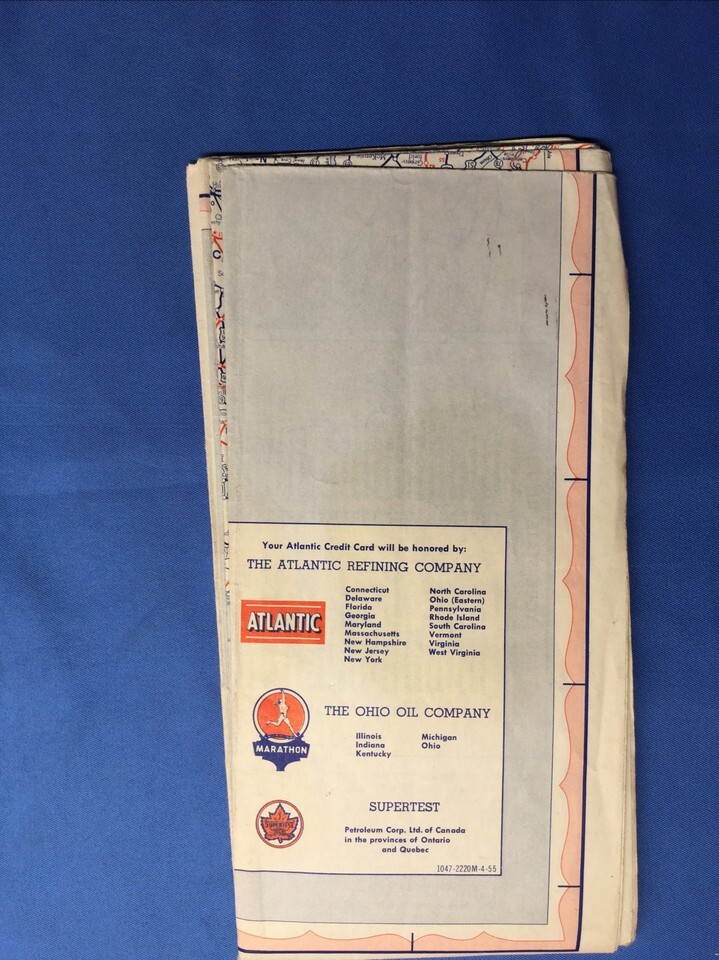 Your Atlantic Credit Card will be honored by:
THE ATLANTIC REFINING COMPANY
ATLANTIC
Connecticut
Delaware
Florida
Georgia
Maryland
Massachusetts
New Hampshire
New Jersey
New York
North Carolina
Ohio (Eastern)
Pennsylvania
Rhode Island
South Carolina
Vermont
Virginia
West Virginia
THE OHIO OIL COMPANY
MARATHON
Illinois
Indiana
Kentucky
Michigan
Ohio
SUPERTEST
SUPERTEST
Petroleum Corp. Ltd. of Canada
in the provinces of Ontario
and Quebec
1047-2220M-4-55